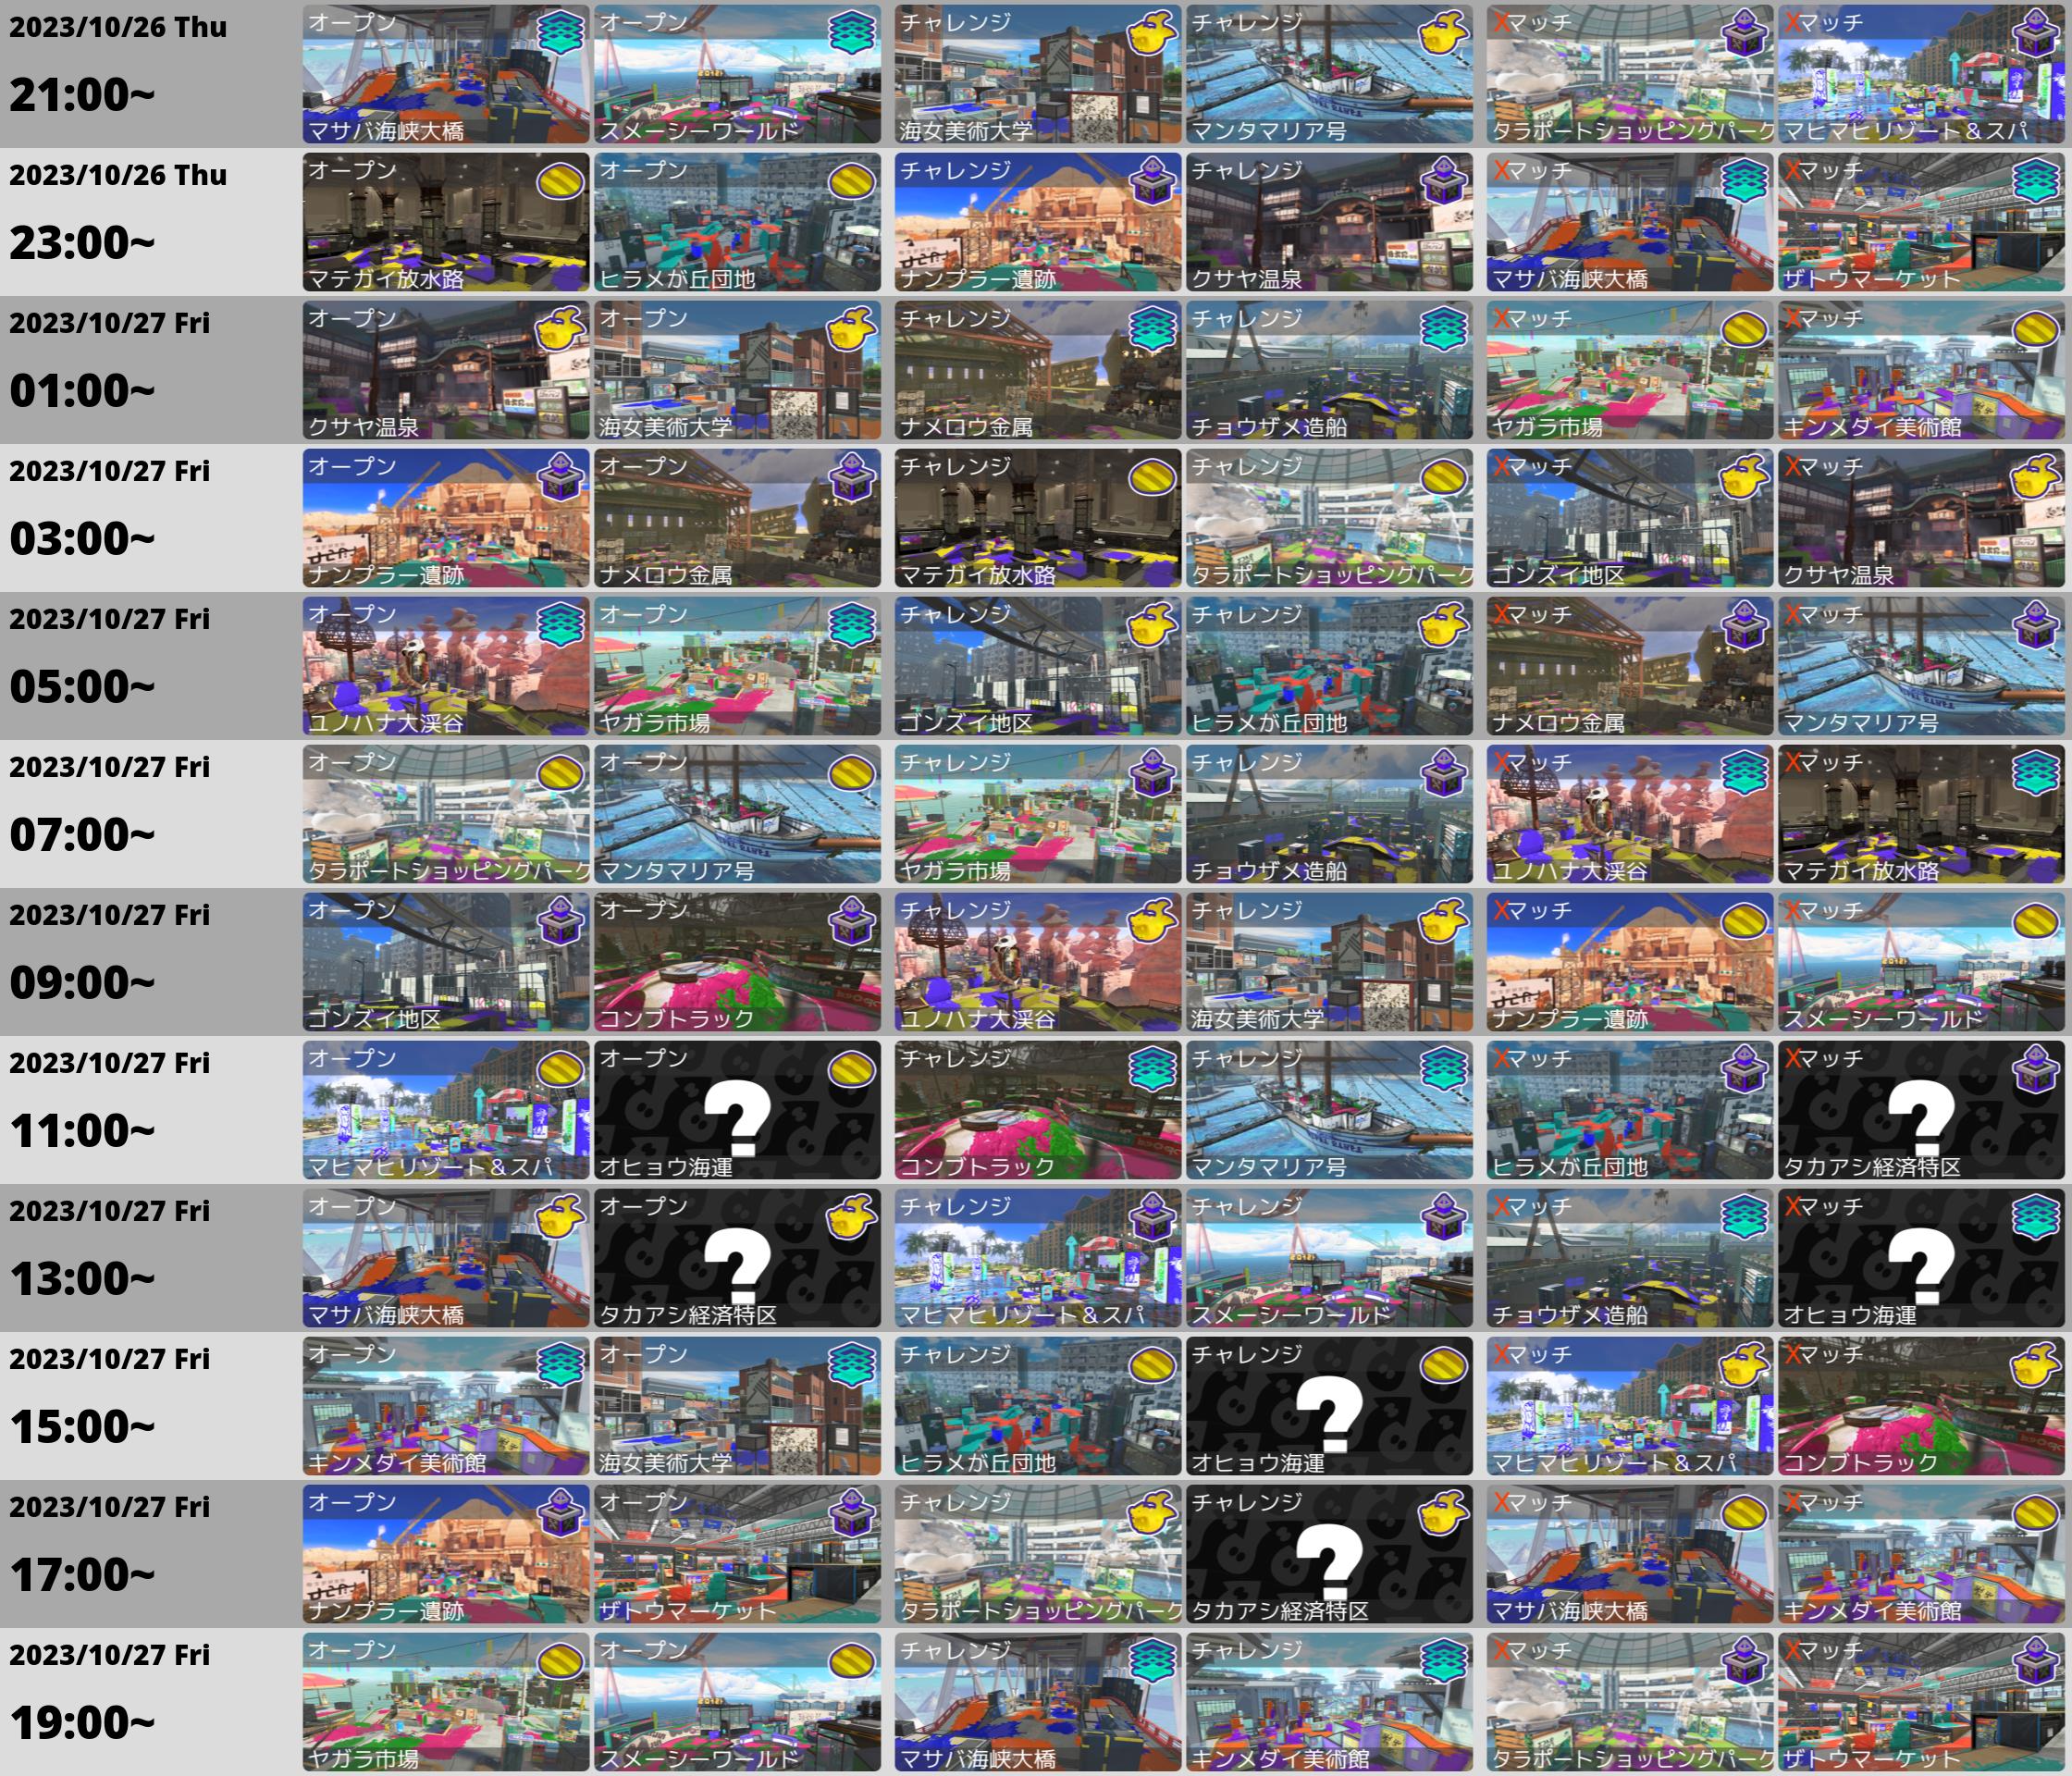 2023/10/26 Thu
21:00~
オープン
マサバ海峡大橋
オープン
スメーシーワールド
チャレンジ
海女美術大学
チャレンジ
マンタマリア号
Xマッチ
タラポートショッピングパーク
Xマッチ
マヒマヒリゾート＆スパ
2023/10/26 Thu
23:00~
オープン
マテガイ放水路
オープン
ヒラメが丘団地
チャレンジ
ナンプラー遺跡
チャレンジ
クサヤ温泉
Xマッチ
マサバ海峡大橋
Xマッチ
ザトウマーケット
2023/10/27 Fri
01:00~
オープン
クサヤ温泉
オープン
海女美術大学
チャレンジ
ナメロウ金属
チャレンジ
チョウザメ造船
Xマッチ
ヤガラ市場
Xマッチ
キンメダイ美術館
2023/10/27 Fri
03:00~
オープン
ナンプラー遺跡
オープン
ナメロウ金属
チャレンジ
マテガイ放水路
チャレンジ
タラポートショッピングパーク
Xマッチ
ゴンズイ地区
Xマッチ
クサヤ温泉
2023/10/27 Fri
05:00~
オープン
ユノハナ大渓谷
オープン
ヤガラ市場
チャレンジ
ゴンズイ地区
チャレンジ
ヒラメが丘団地
Xマッチ
ナメロウ金属
Xマッチ
マンタマリア号
2023/10/27 Fri
07:00~
オープン
タラポートショッピングパーク
オープン
マンタマリア号
チャレンジ
ヤガラ市場
チャレンジ
チョウザメ造船
Xマッチ
ユノハナ大渓谷
Xマッチ
マテガイ放水路
2023/10/27 Fri
09:00~
オープン
ゴンズイ地区
オープン
コンブトラック
チャレンジ
ユノハナ大渓谷
チャレンジ
海女美術大学
Xマッチ
ナンプラー遺跡
Xマッチ
スメーシーワールド
2023/10/27 Fri
11:00~
オープン
マヒマヒリゾート＆スパ
オープン
?
オヒョウ海運
チャレンジ
コンブトラック
チャレンジ
マンタマリア号
Xマッチ
ヒラメが丘団地
Xマッチ
?
タカアシ経済特区
2023/10/27 Fri
13:00~
オープン
マサバ海峡大橋
オープン
?
タカアシ経済特区
チャレンジ
マヒマヒリゾート＆スパ
チャレンジ
スメーシーワールド
Xマッチ
チョウザメ造船
Xマッチ
?
オヒョウ海運
2023/10/27 Fri
15:00~
オープン
キンメダイ美術館
オープン
海女美術大学
チャレンジ
ヒラメが丘団地
チャレンジ
?
オヒョウ海運
Xマッチ
マヒマヒリゾート＆スパ
Xマッチ
コンブトラック
2023/10/27 Fri
17:00~
オープン
ナンプラー遺跡
オープン
ザトウマーケット
チャレンジ
タラポートショッピングパーク
チャレンジ
?
タカアシ経済特区
Xマッチ
マサバ海峡大橋
Xマッチ
キンメダイ美術館
2023/10/27 Fri
19:00~
オープン
ヤガラ市場
オープン
スメーシーワールド
チャレンジ
マサバ海峡大橋
チャレンジ
キンメダイ美術館
Xマッチ
タラポートショッピングパーク
Xマッチ
ザトウマーケット